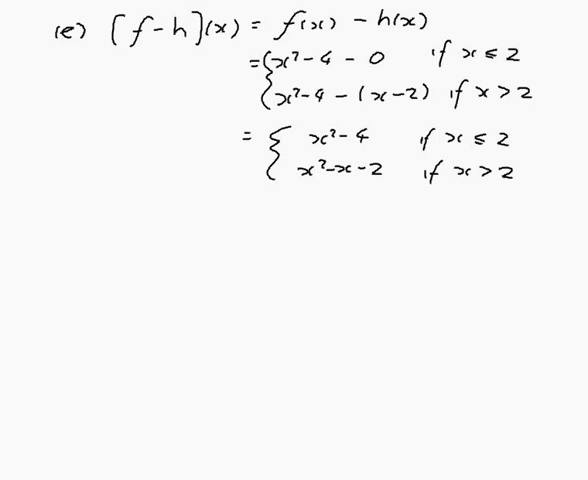 (e) [f-h](x) = f(x) - h(x)
= { x²-4 - 0 if x ≤ 2
x²-4 - (x-2) if x > 2
= { x²-4 if x ≤ 2
x²-x-2 if x > 2